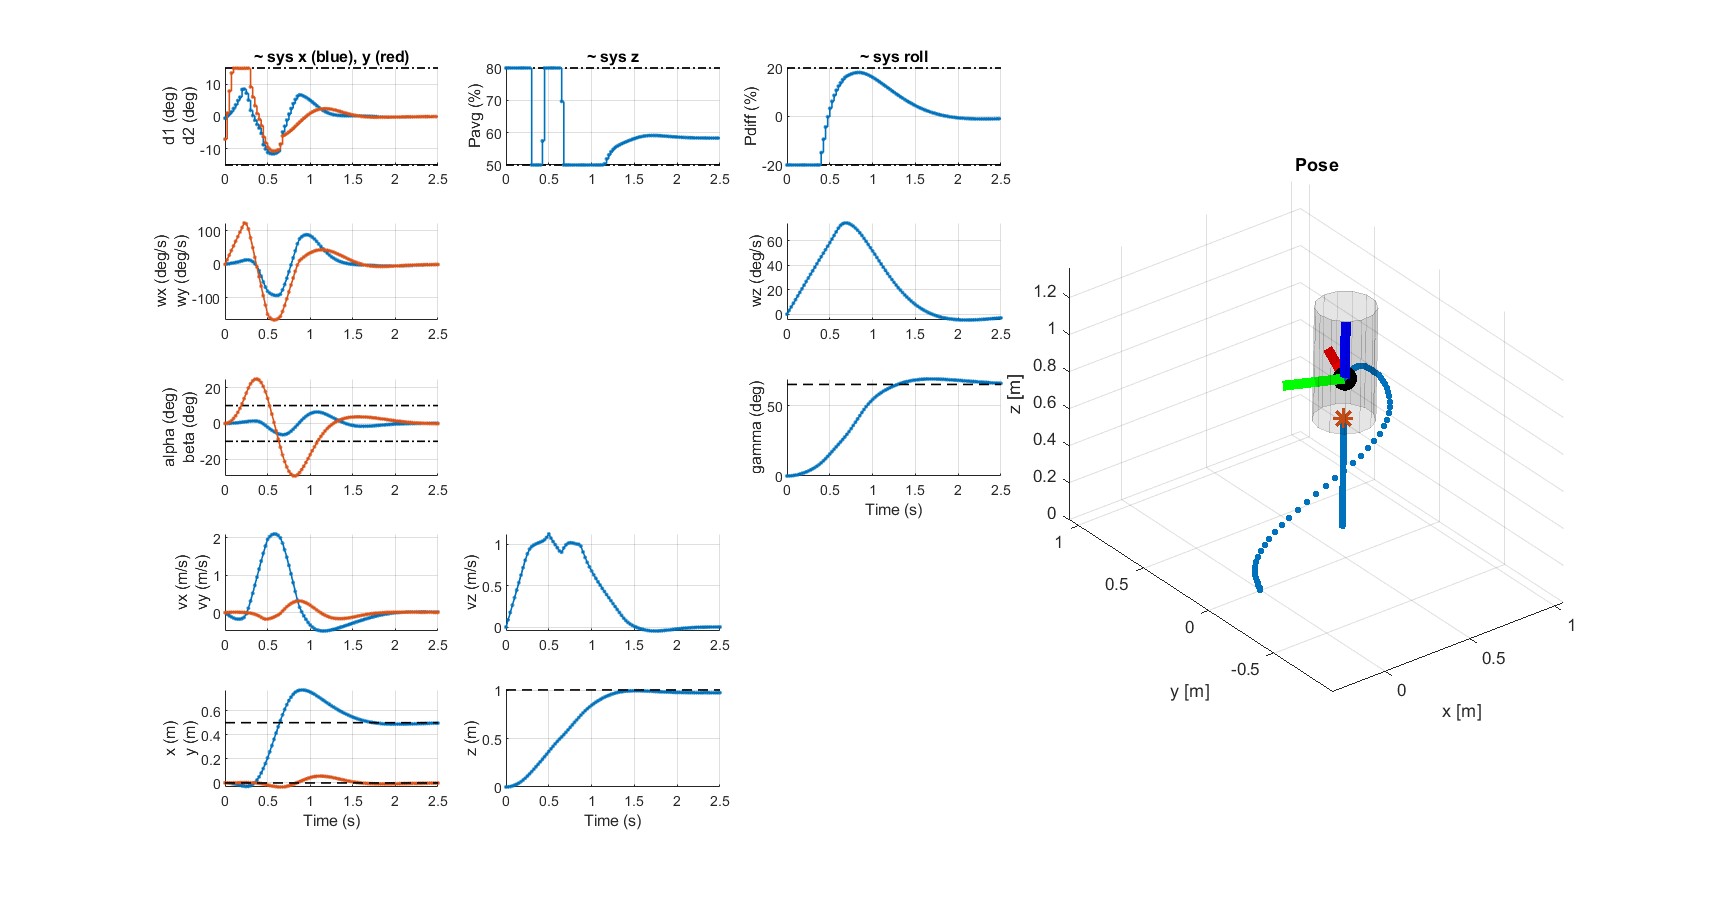 ~ sys x (blue), y (red)
~ sys z
~ sys roll
d1 (deg)
d2 (deg)
10
0
-10
0 0.5 1 1.5 2 2.5
Pavg (%)
80
70
60
50
0 0.5 1 1.5 2 2.5
Pdiff (%)
20
0
-20
0 0.5 1 1.5 2 2.5
wx (deg/s)
wy (deg/s)
100
0
-100
0 0.5 1 1.5 2 2.5
wz (deg/s)
60
40
20
0
0 0.5 1 1.5 2 2.5
alpha (deg)
beta (deg)
20
0
-20
0 0.5 1 1.5 2 2.5
gamma (deg)
50
0
0 0.5 1 1.5 2 2.5
Time (s)
vx (m/s)
vy (m/s)
2
1
0
0 0.5 1 1.5 2 2.5
vz (m/s)
1
0.5
0
0 0.5 1 1.5 2 2.5
x (m)
y (m)
0.6
0.4
0.2
0
0 0.5 1 1.5 2 2.5
Time (s)
z (m)
1
0.5
0
0 0.5 1 1.5 2 2.5
Time (s)
Pose
z [m]
1.2
1
0.8
0.6
0.4
0.2
0
1
0.5
0
-0.5
y [m]
0
0.5
1
x [m]